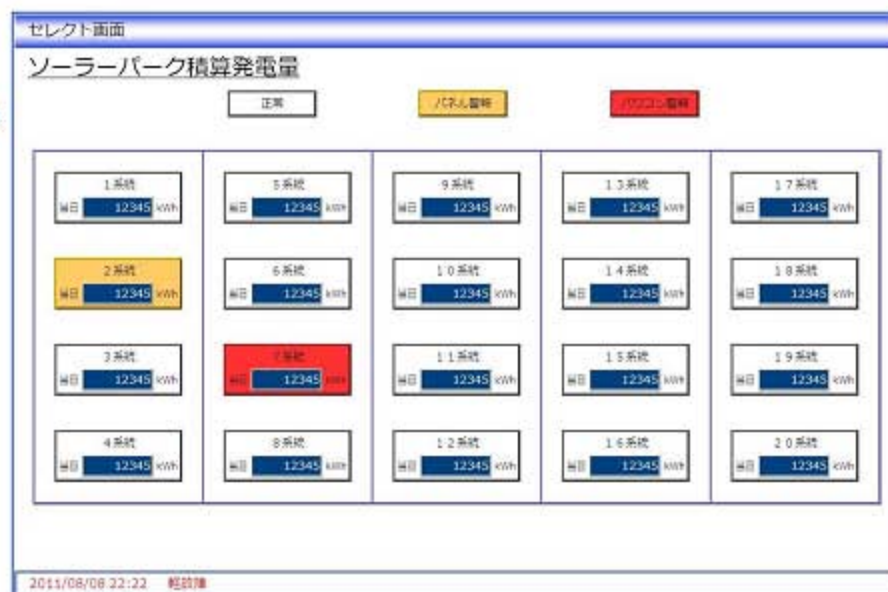 セレクト画面
ソーラーパーク積算発電量
正常
パネル警報
パワコン警報
1系統
当日 12345 kWh
2系統
当日 12345 kWh
3系統
当日 12345 kWh
4系統
当日 12345 kWh
5系統
当日 12345 kWh
6系統
当日 12345 kWh
7系統
当日 12345 kWh
8系統
当日 12345 kWh
9系統
当日 12345 kWh
10系統
当日 12345 kWh
11系統
当日 12345 kWh
12系統
当日 12345 kWh
13系統
当日 12345 kWh
14系統
当日 12345 kWh
15系統
当日 12345 kWh
16系統
当日 12345 kWh
17系統
当日 12345 kWh
18系統
当日 12345 kWh
19系統
当日 12345 kWh
20系統
当日 12345 kWh
2011/08/08 22:22 軽故障